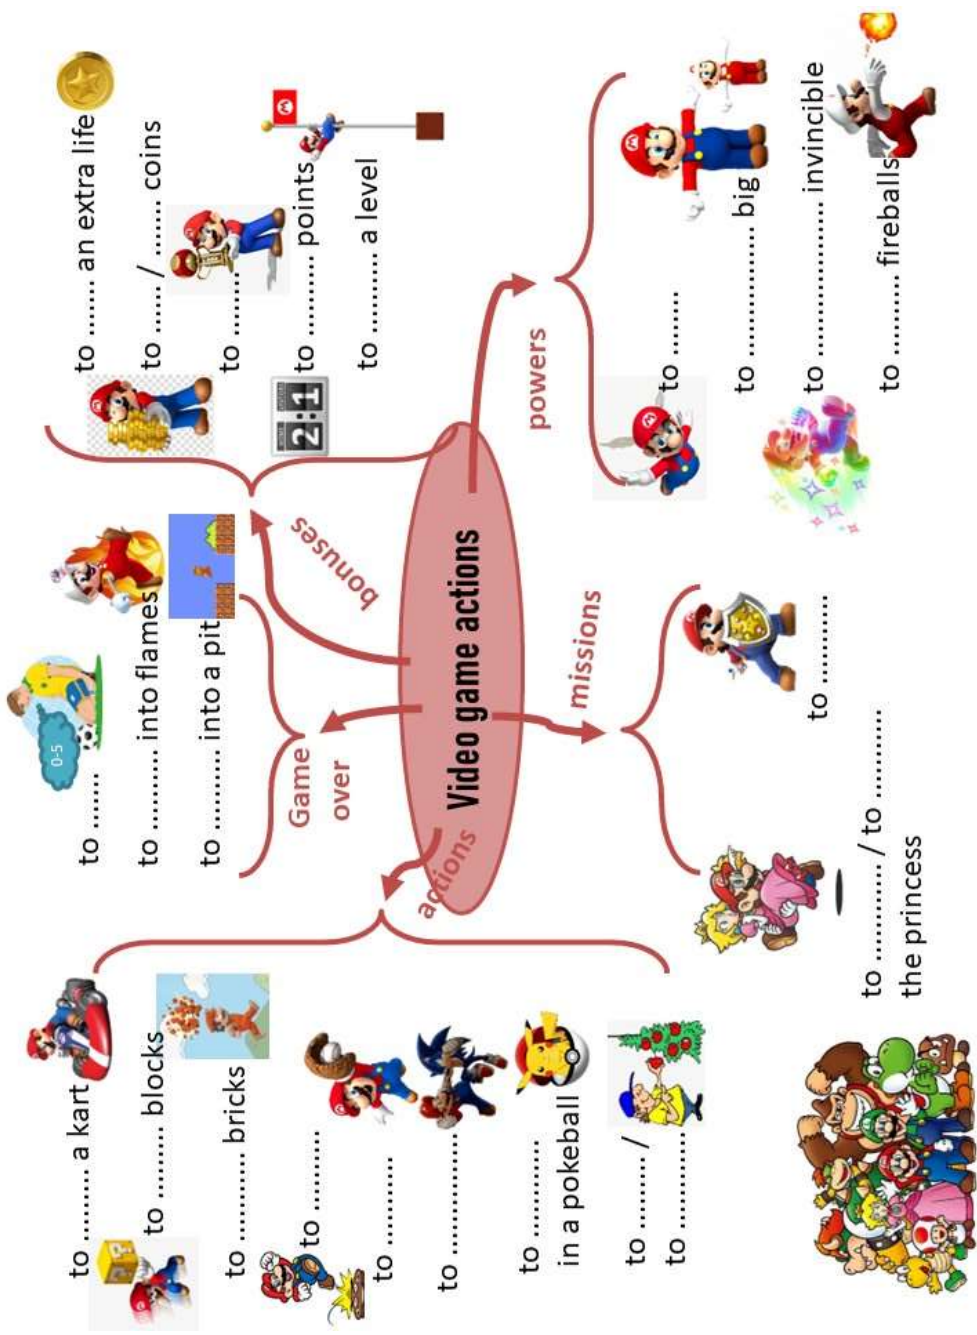 Video game actions
actions
to ........... a kart
to ........... blocks
to ........... bricks
to ...........
to ...........
to ...........
to ...........
in a pokeball
to ........... /
to ...........
Game
over
to .........
0-5
to ........... into flames
to ........... into a pit
bonuses
to ........ an extra life
to ......... / ........ coins
to ...........
to ........... points
to ........... a level
2:1
M
powers
to ........
to ........... big
to .................. invincible
to ........... fireballs
missions
to ............ / to ............
the princess
to ............